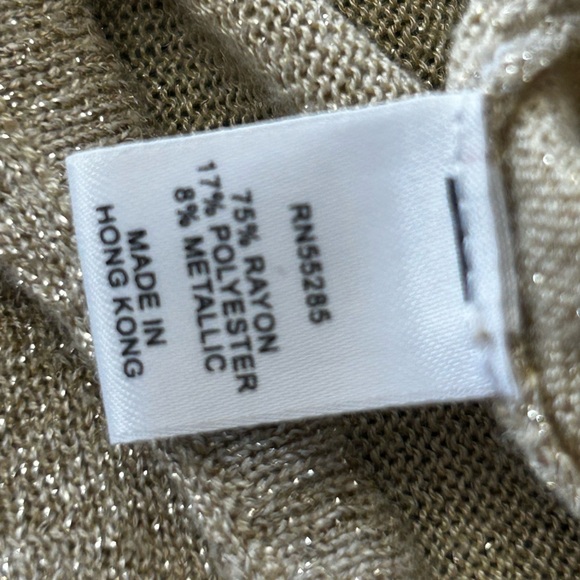 RN55285
75% RAYON
17% POLYESTER
8% METALLIC
MADE IN
HONG KONG